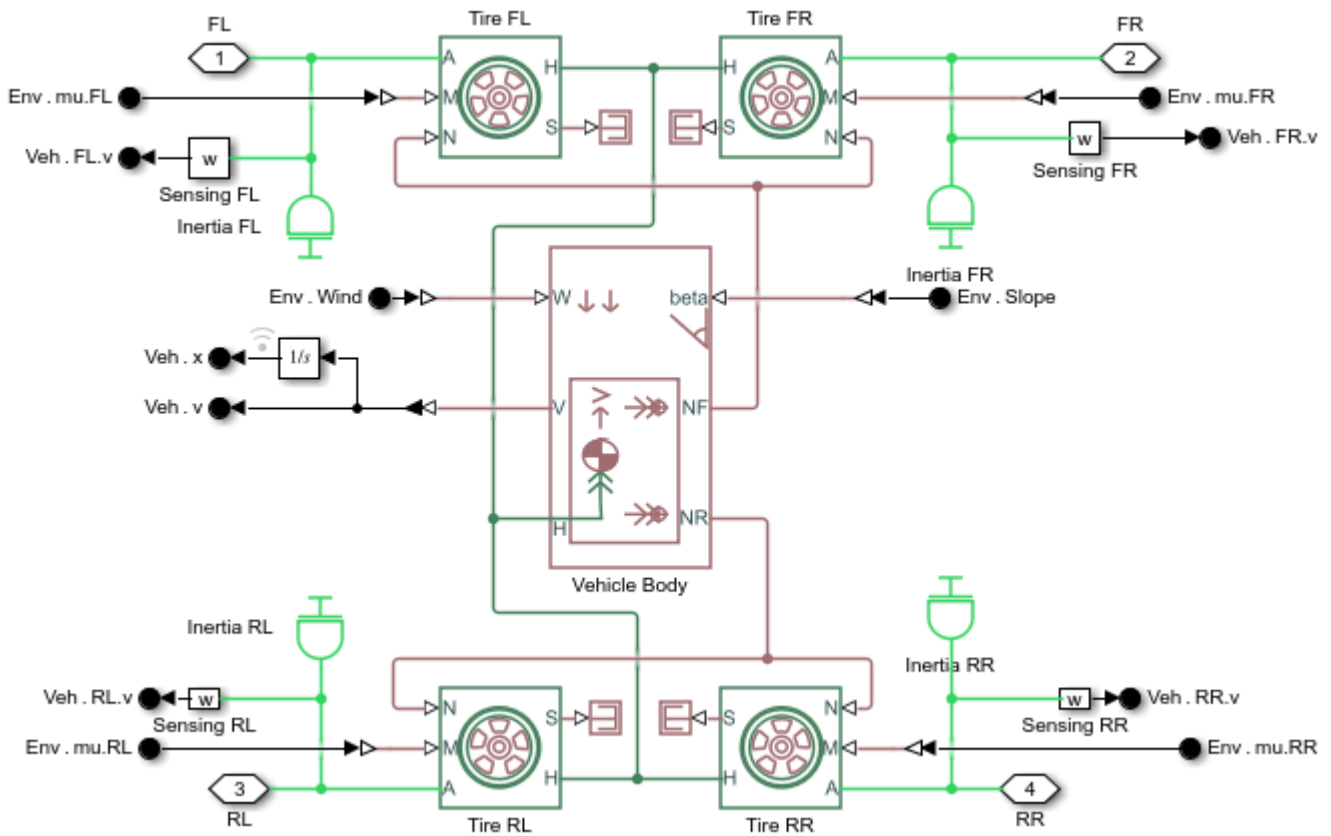 FL
Tire FL
Tire FR
FR
1
A
H
H
A
2
Env . mu.FL
M
M
Env . mu.FR
Veh . FL.v
w
N
S
S
N
w
Veh . FR.v
Sensing FL
Sensing FR
Inertia FL
Inertia FR
Env . Wind
W
beta
Env . Slope
Veh . x
1/s
Veh . v
V
V
NF
H
NR
Vehicle Body
Inertia RL
Inertia RR
Veh . RL.v
w
N
S
S
N
w
Veh . RR.v
Sensing RL
Sensing RR
Env . mu.RL
M
M
Env . mu.RR
3
A
H
H
A
4
RL
Tire RL
Tire RR
RR